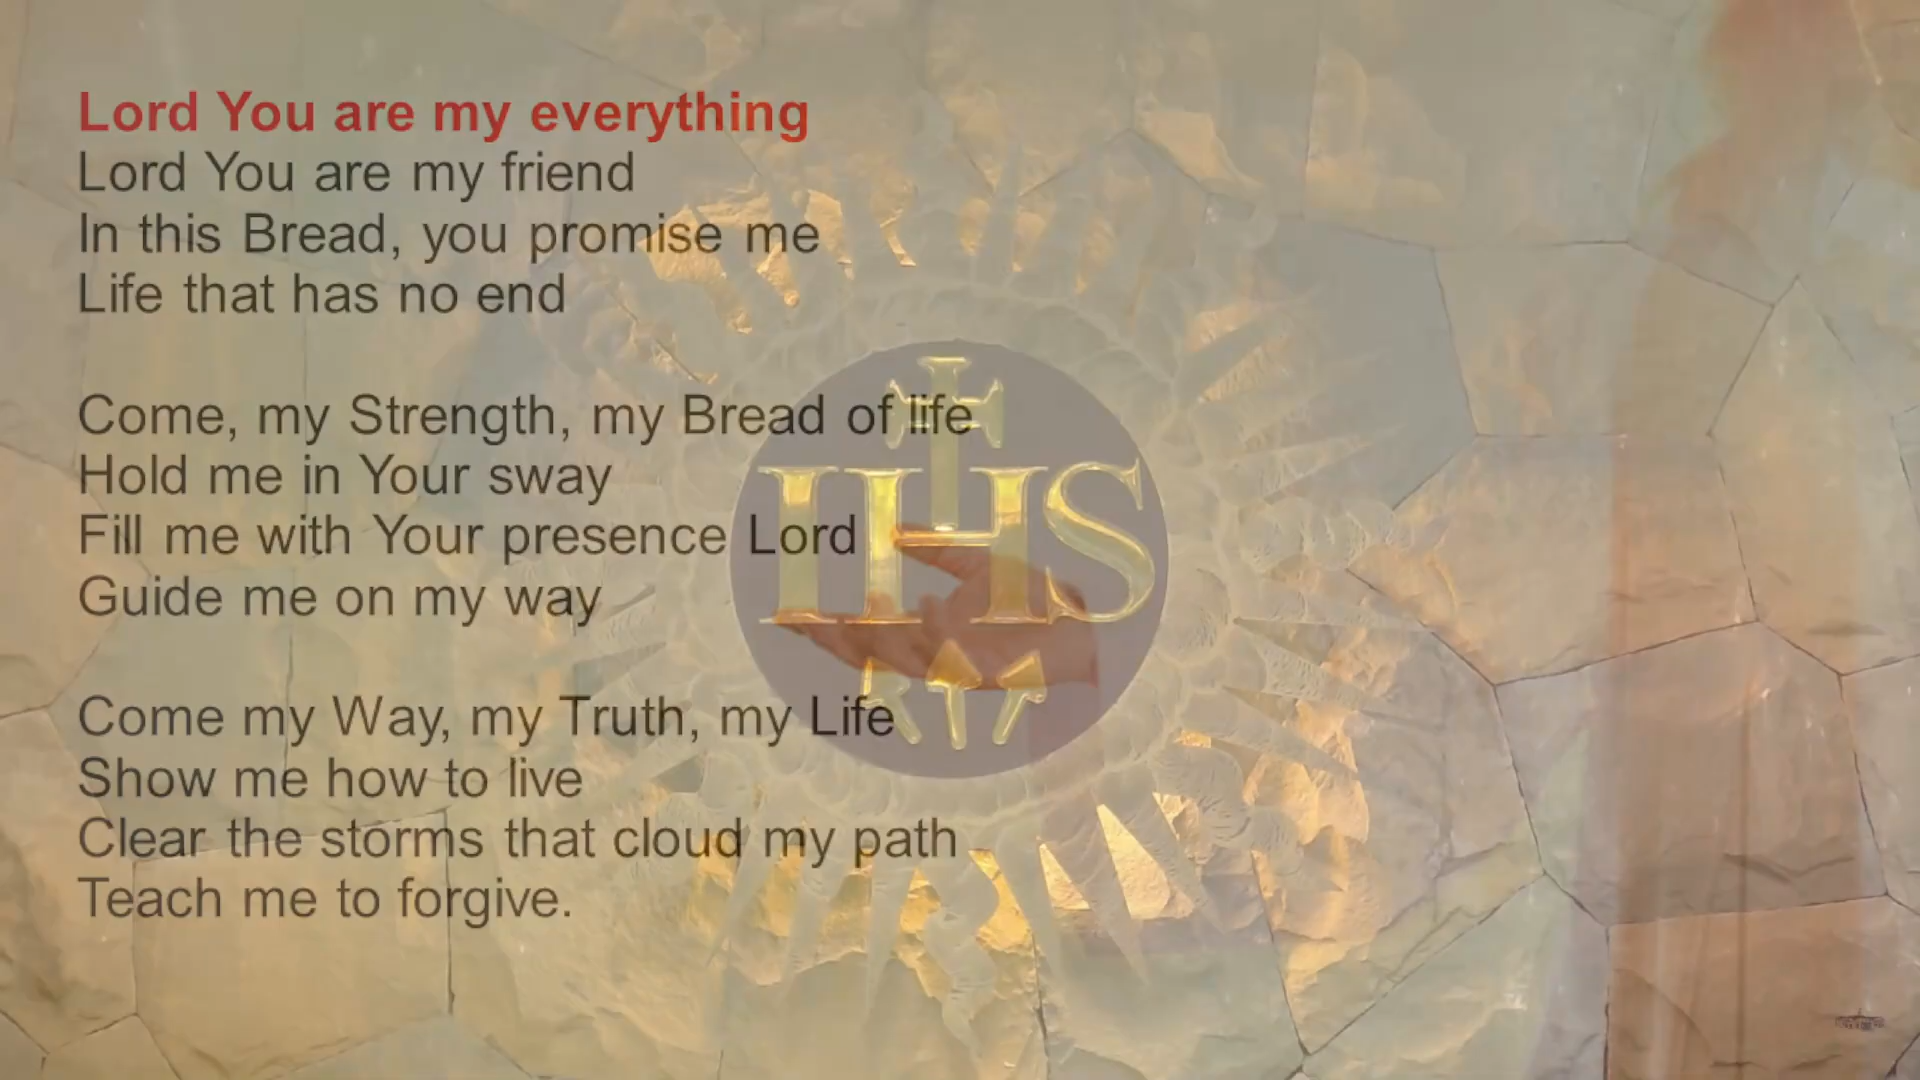 Lord You are my everything
Lord You are my friend
In this Bread, you promise me
Life that has no end
Come, my Strength, my Bread of life
Hold me in Your sway
Fill me with Your presence Lord
Guide me on my way
Come my Way, my Truth, my Life
Show me how to live
Clear the storms that cloud my path
Teach me to forgive.
IHS